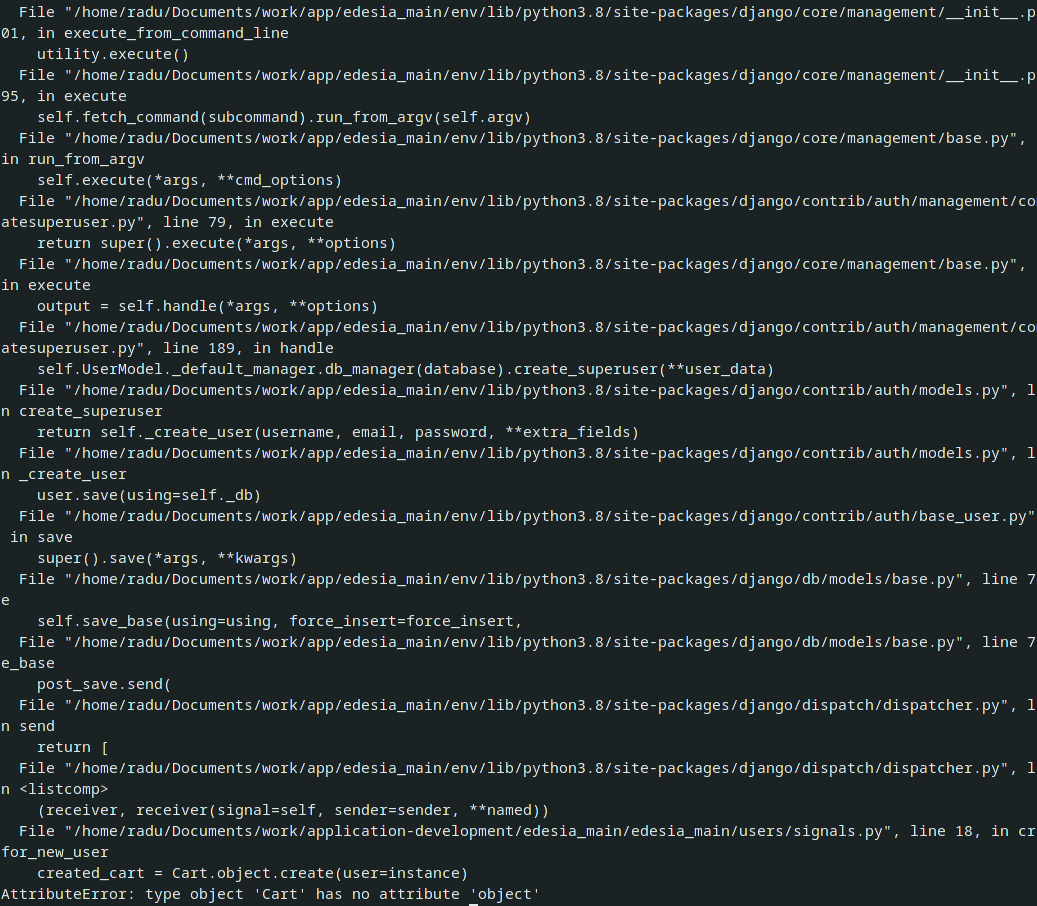 File "/home/radu/Documents/work/app/edesia_main/env/lib/python3.8/site-packages/django/core/management/__init__.p
01, in execute_from_command_line
    utility.execute()
  File "/home/radu/Documents/work/app/edesia_main/env/lib/python3.8/site-packages/django/core/management/__init__.p
95, in execute
    self.fetch_command(subcommand).run_from_argv(self.argv)
  File "/home/radu/Documents/work/app/edesia_main/env/lib/python3.8/site-packages/django/core/management/base.py",
in run_from_argv
    self.execute(*args, **cmd_options)
  File "/home/radu/Documents/work/app/edesia_main/env/lib/python3.8/site-packages/django/contrib/auth/management/co
atesuperuser.py", line 79, in execute
    return super().execute(*args, **options)
  File "/home/radu/Documents/work/app/edesia_main/env/lib/python3.8/site-packages/django/core/management/base.py",
in execute
    output = self.handle(*args, **options)
  File "/home/radu/Documents/work/app/edesia_main/env/lib/python3.8/site-packages/django/contrib/auth/management/co
atesuperuser.py", line 189, in handle
    self.UserModel._default_manager.db_manager(database).create_superuser(**user_data)
  File "/home/radu/Documents/work/app/edesia_main/env/lib/python3.8/site-packages/django/contrib/auth/models.py", l
n create_superuser
    return self._create_user(username, email, password, **extra_fields)
  File "/home/radu/Documents/work/app/edesia_main/env/lib/python3.8/site-packages/django/contrib/auth/models.py", l
n _create_user
    user.save(using=self._db)
  File "/home/radu/Documents/work/app/edesia_main/env/lib/python3.8/site-packages/django/contrib/auth/base_user.py"
 in save
    super().save(*args, **kwargs)
  File "/home/radu/Documents/work/app/edesia_main/env/lib/python3.8/site-packages/django/db/models/base.py", line 7
e
    self.save_base(using=using, force_insert=force_insert,
  File "/home/radu/Documents/work/app/edesia_main/env/lib/python3.8/site-packages/django/db/models/base.py", line 7
e_base
    post_save.send(
  File "/home/radu/Documents/work/app/edesia_main/env/lib/python3.8/site-packages/django/dispatch/dispatcher.py", l
n send
    return [
  File "/home/radu/Documents/work/app/edesia_main/env/lib/python3.8/site-packages/django/dispatch/dispatcher.py", l
n <listcomp>
    (receiver, receiver(signal=self, sender=sender, **named))
  File "/home/radu/Documents/work/application-development/edesia_main/edesia_main/users/signals.py", line 18, in cr
for_new_user
    created_cart = Cart.object.create(user=instance)
AttributeError: type object 'Cart' has no attribute 'object'